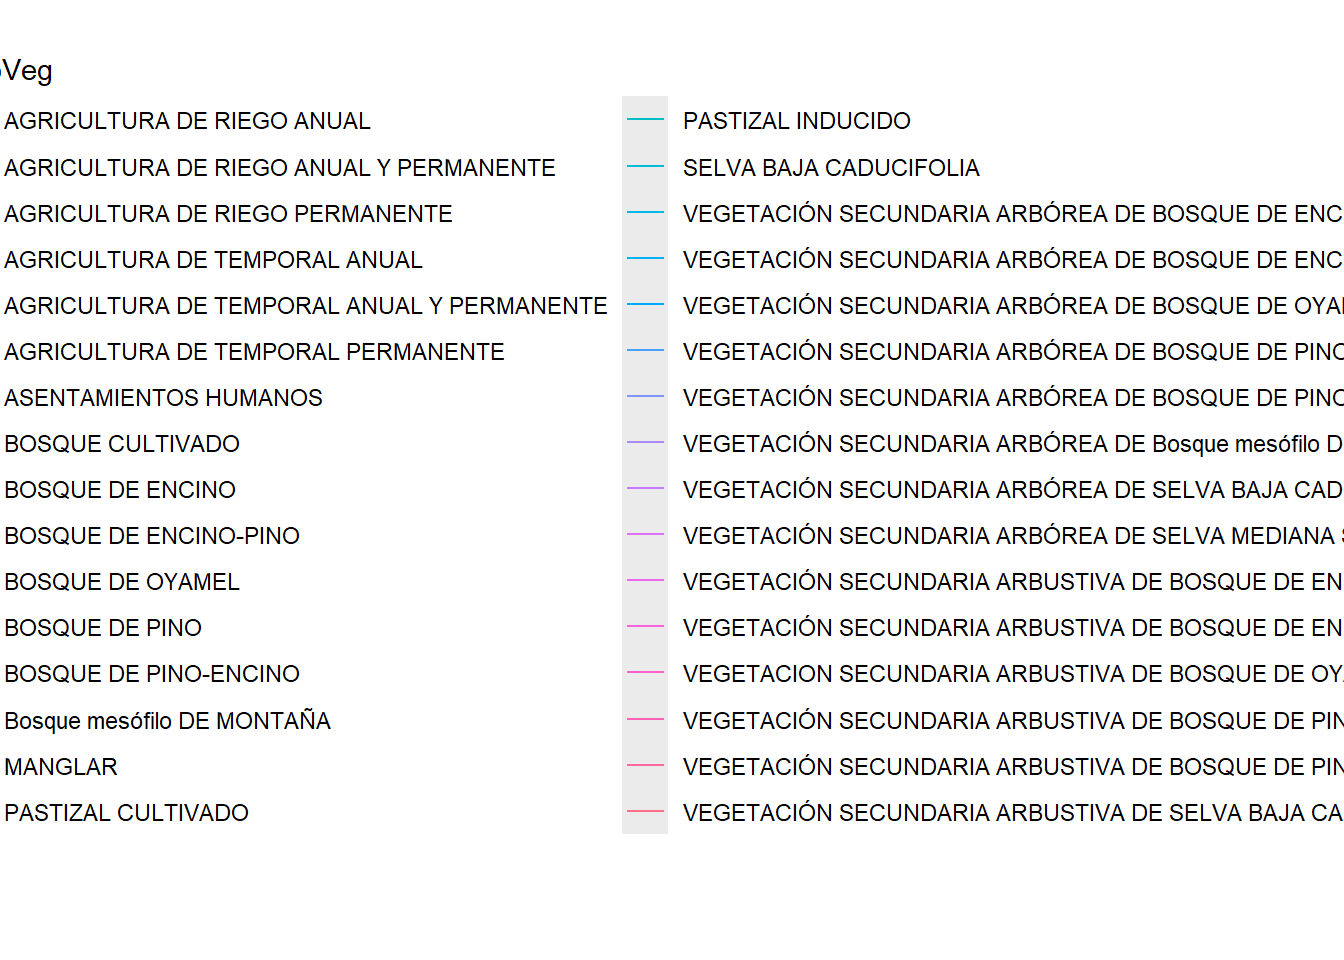 oVeg
AGRICULTURA DE RIEGO ANUAL
AGRICULTURA DE RIEGO ANUAL Y PERMANENTE
AGRICULTURA DE RIEGO PERMANENTE
AGRICULTURA DE TEMPORAL ANUAL
AGRICULTURA DE TEMPORAL ANUAL Y PERMANENTE
AGRICULTURA DE TEMPORAL PERMANENTE
ASENTAMIENTOS HUMANOS
BOSQUE CULTIVADO
BOSQUE DE ENCINO
BOSQUE DE ENCINO-PINO
BOSQUE DE OYAMEL
BOSQUE DE PINO
BOSQUE DE PINO-ENCINO
Bosque mesófilo DE MONTAÑA
MANGLAR
PASTIZAL CULTIVADO
PASTIZAL INDUCIDO
SELVA BAJA CADUCIFOLIA
VEGETACIÓN SECUNDARIA ARBÓREA DE BOSQUE DE ENC
VEGETACIÓN SECUNDARIA ARBÓREA DE BOSQUE DE ENC
VEGETACIÓN SECUNDARIA ARBÓREA DE BOSQUE DE OYA
VEGETACIÓN SECUNDARIA ARBÓREA DE BOSQUE DE PINO
VEGETACIÓN SECUNDARIA ARBÓREA DE BOSQUE DE PINO
VEGETACIÓN SECUNDARIA ARBÓREA DE Bosque mesófilo D
VEGETACIÓN SECUNDARIA ARBÓREA DE SELVA BAJA CAD
VEGETACIÓN SECUNDARIA ARBÓREA DE SELVA MEDIANA
VEGETACIÓN SECUNDARIA ARBUSTIVA DE BOSQUE DE EN
VEGETACIÓN SECUNDARIA ARBUSTIVA DE BOSQUE DE EN
VEGETACION SECUNDARIA ARBUSTIVA DE BOSQUE DE OY
VEGETACIÓN SECUNDARIA ARBUSTIVA DE BOSQUE DE PIN
VEGETACIÓN SECUNDARIA ARBUSTIVA DE BOSQUE DE PIN
VEGETACIÓN SECUNDARIA ARBUSTIVA DE SELVA BAJA CA